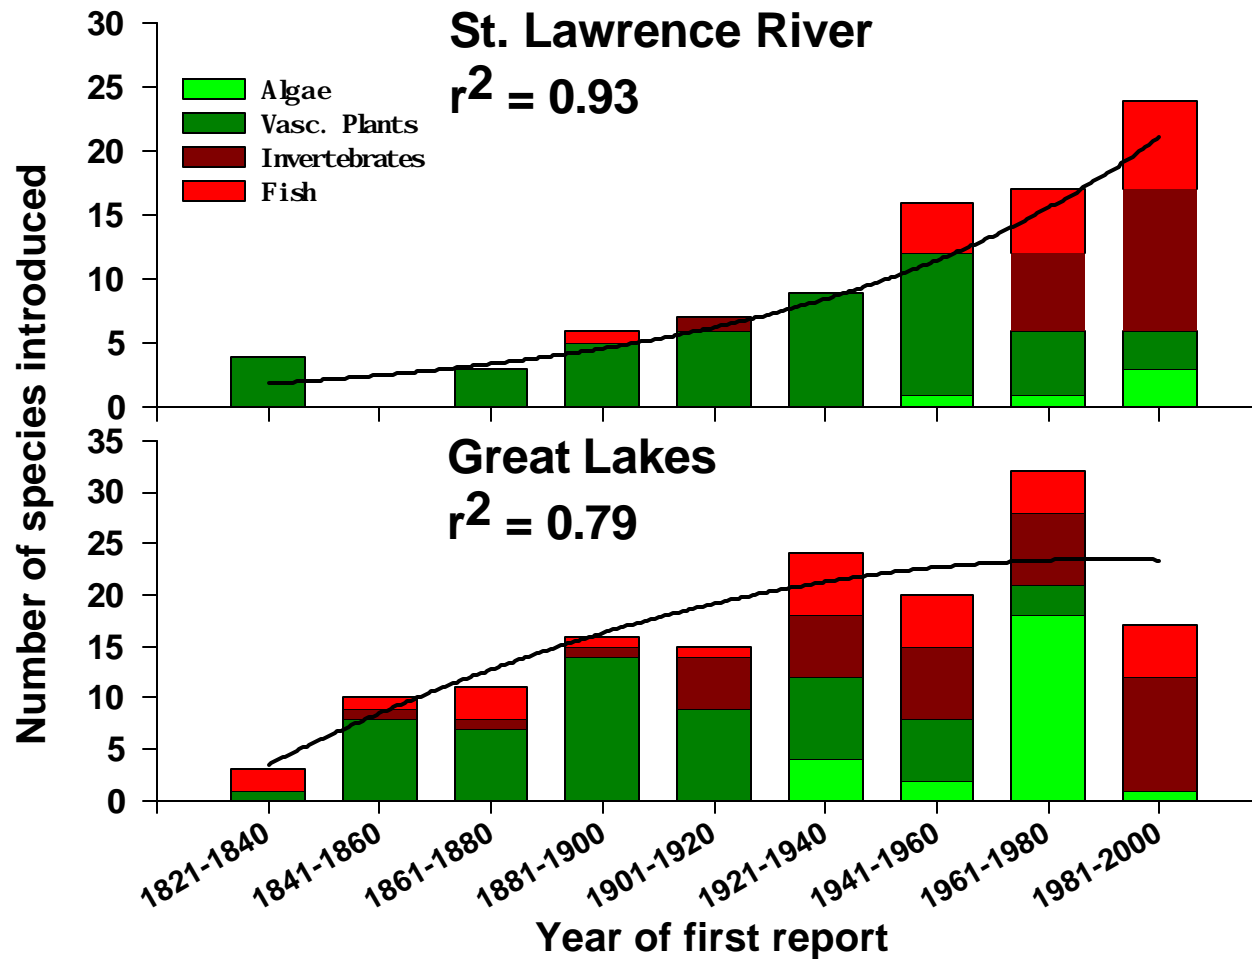 St. Lawrence River
r2 = 0.93
Algae
Vasc. Plants
Invertebrates
Fish
30
25
20
15
10
5
0
Number of species introduced
Great Lakes
r2 = 0.79
35
30
25
20
15
10
5
0
1821-1840
1841-1860
1861-1880
1881-1900
1901-1920
1921-1940
1941-1960
1961-1980
1981-2000
Year of first report